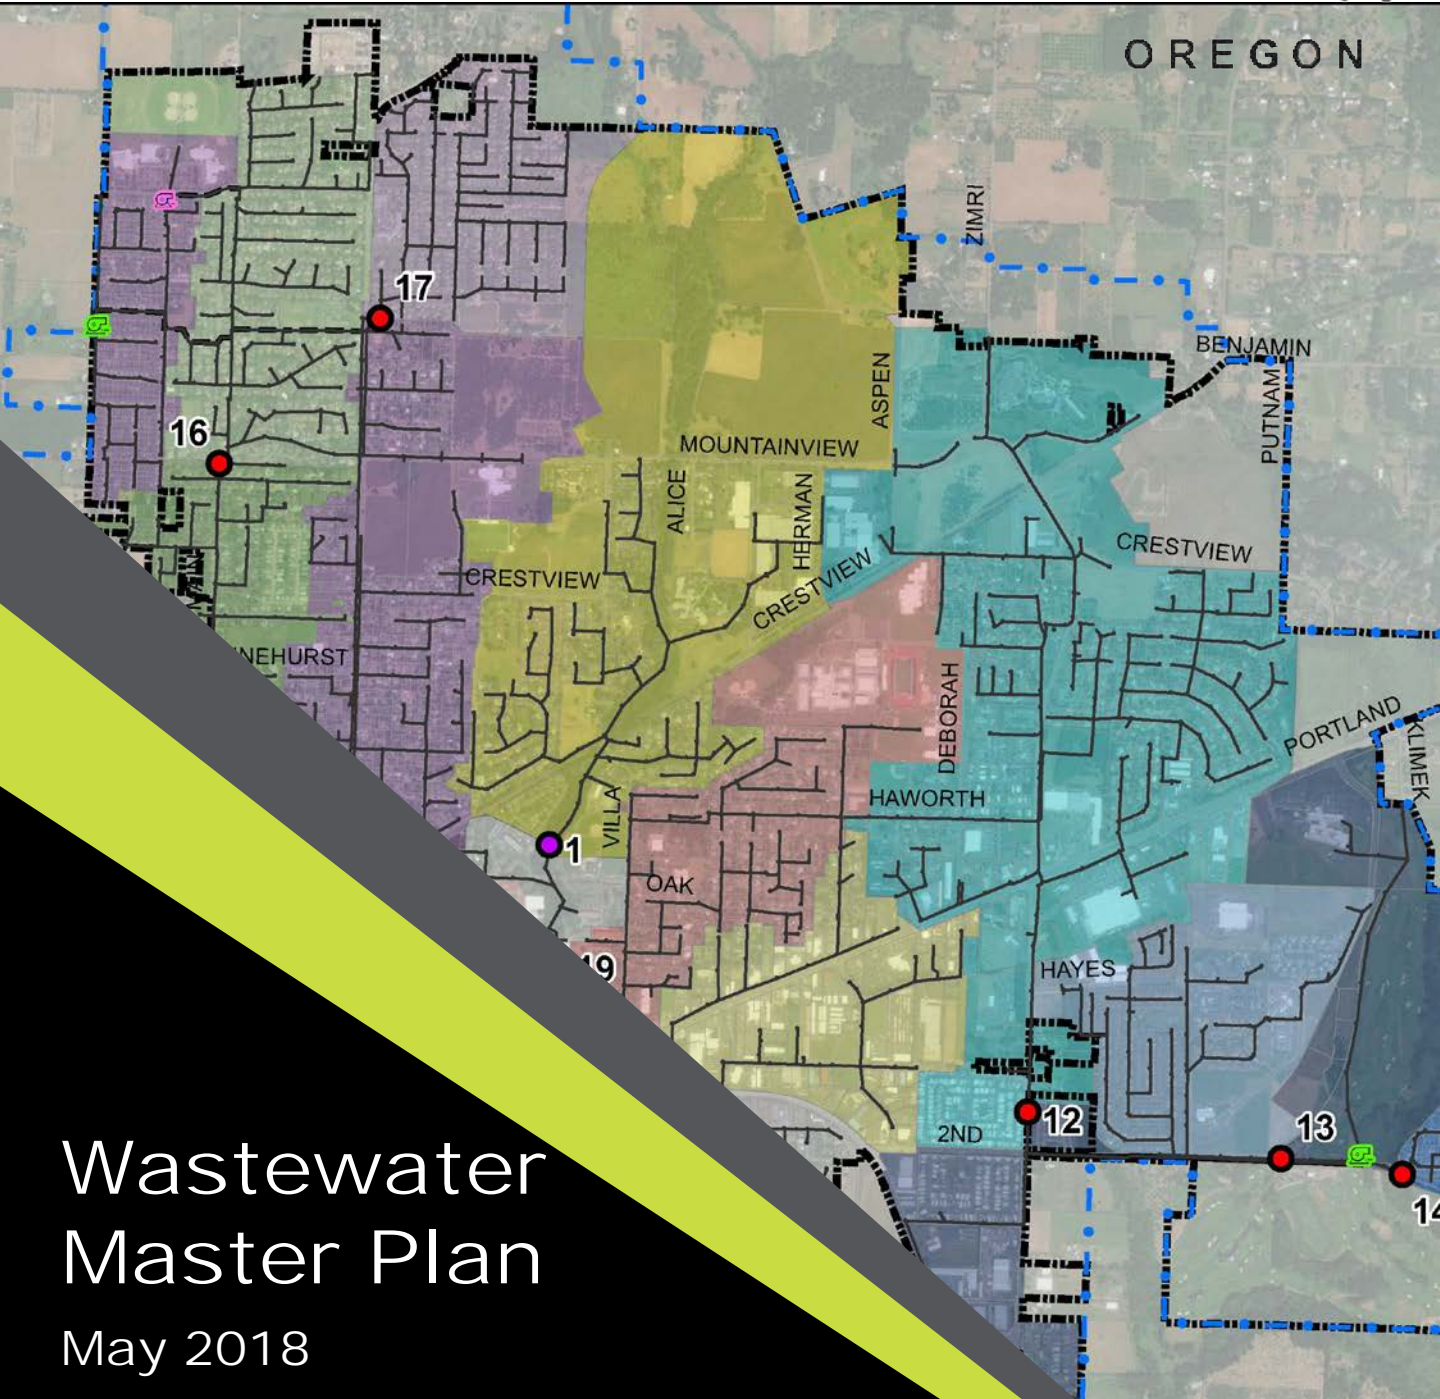 OREGON
ZIMRI
17
BENJAMIN
PUTNAM
ASPEN
16
MOUNTAINVIEW
ALICE
HERMAN
CRESTVIEW
CRESTVIEW
CRESTVIEW
NEHURST
DEBORAH
PORTLAND
KLIMEK
HAWORTH
VILLA
1
OAK
19
HAYES
12
2ND
13
14
Wastewater
Master Plan
May 2018